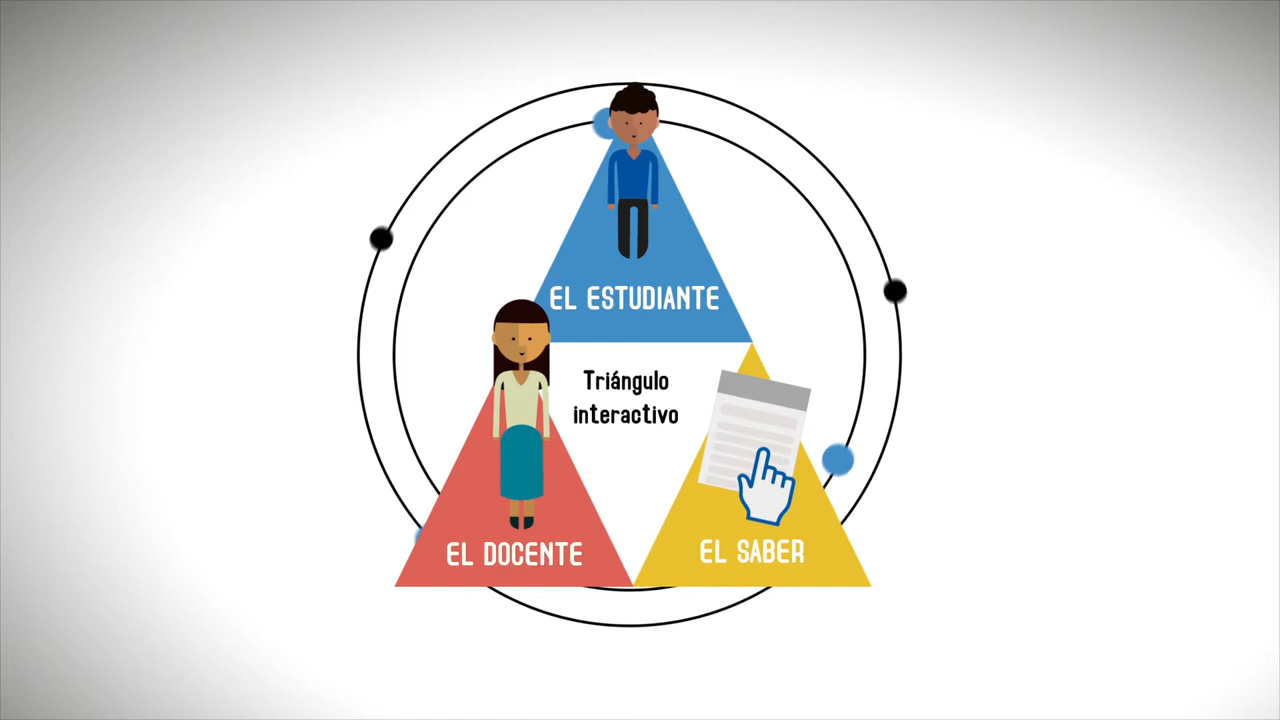 EL ESTUDIANTE
Triángulo
interactivo
EL DOCENTE
EL SABER